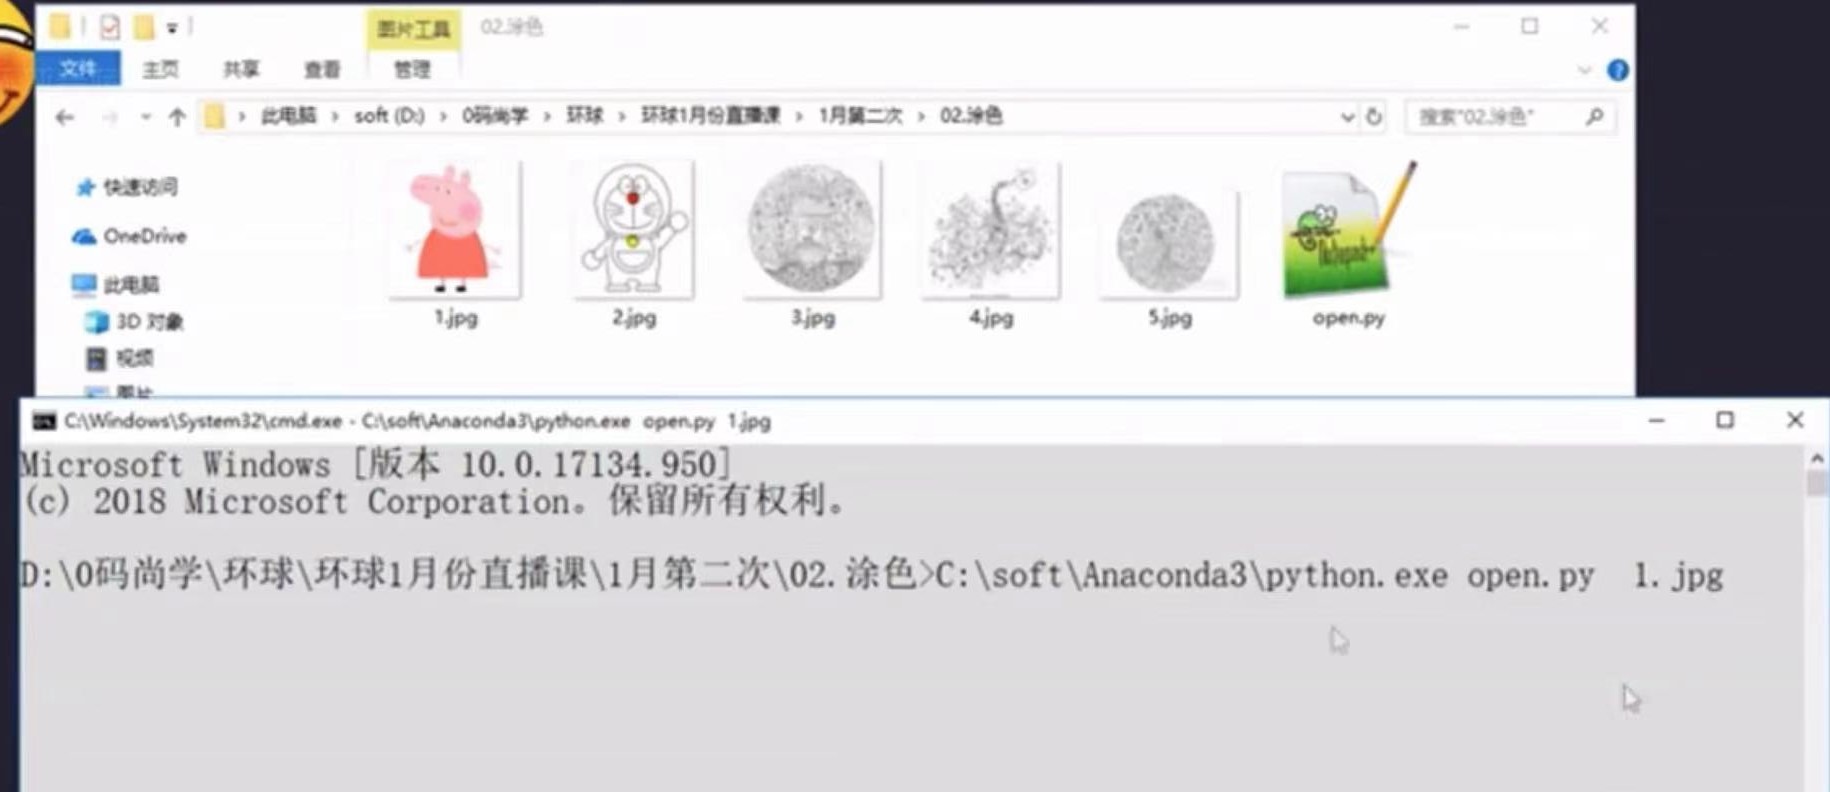 图片工具 02.涂色
文件 主页 共享 查看 管理
此电脑 › soft (D:) › 0码尚学 › 环球 › 环球1月份直播课 › 1月第二次 › 02.涂色
搜索"02.涂色"
快速访问
OneDrive
此电脑
3D 对象
视频
图片
1.jpg 2.jpg 3.jpg 4.jpg 5.jpg open.py
C:\Windows\System32\cmd.exe - C:\soft\Anaconda3\python.exe open.py 1.jpg
Microsoft Windows [版本 10.0.17134.950]
(c) 2018 Microsoft Corporation。保留所有权利。
D:\0码尚学\环球\环球1月份直播课\1月第二次\02.涂色>C:\soft\Anaconda3\python.exe open.py 1.jpg